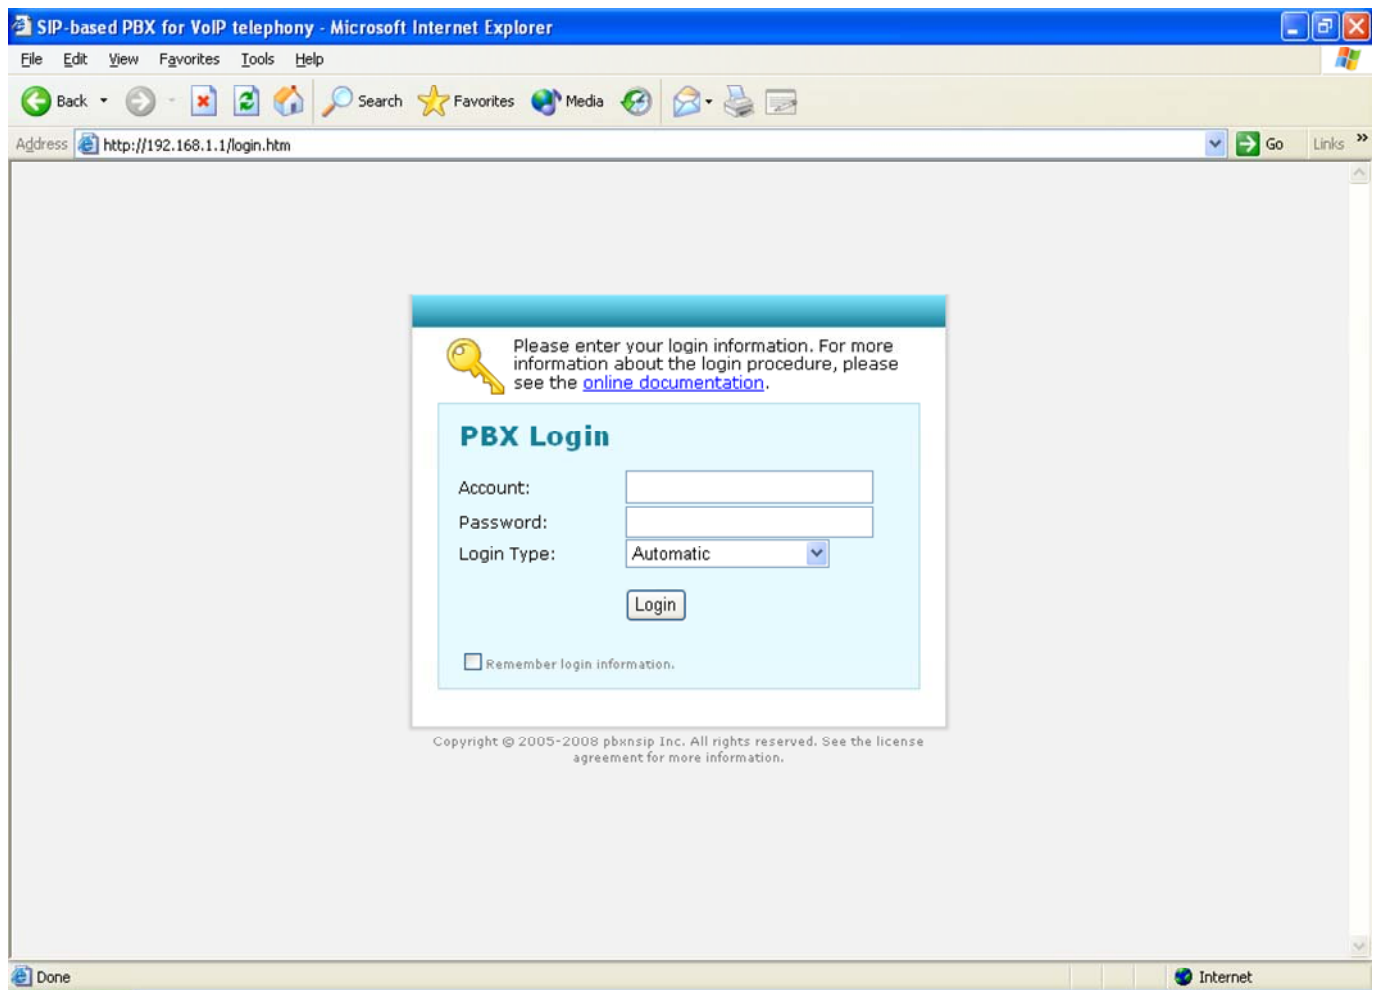 SIP-based PBX for VoIP telephony - Microsoft Internet Explorer
File Edit View Favorites Tools Help
Back Search Favorites Media
Address http://192.168.1.1/login.htm Go Links »
Please enter your login information. For more
information about the login procedure, please
see the online documentation.
PBX Login
Account:
Password:
Login Type: Automatic
Login
Remember login information.
Copyright © 2005-2008 pbxnsip Inc. All rights reserved. See the license
agreement for more information.
Done Internet